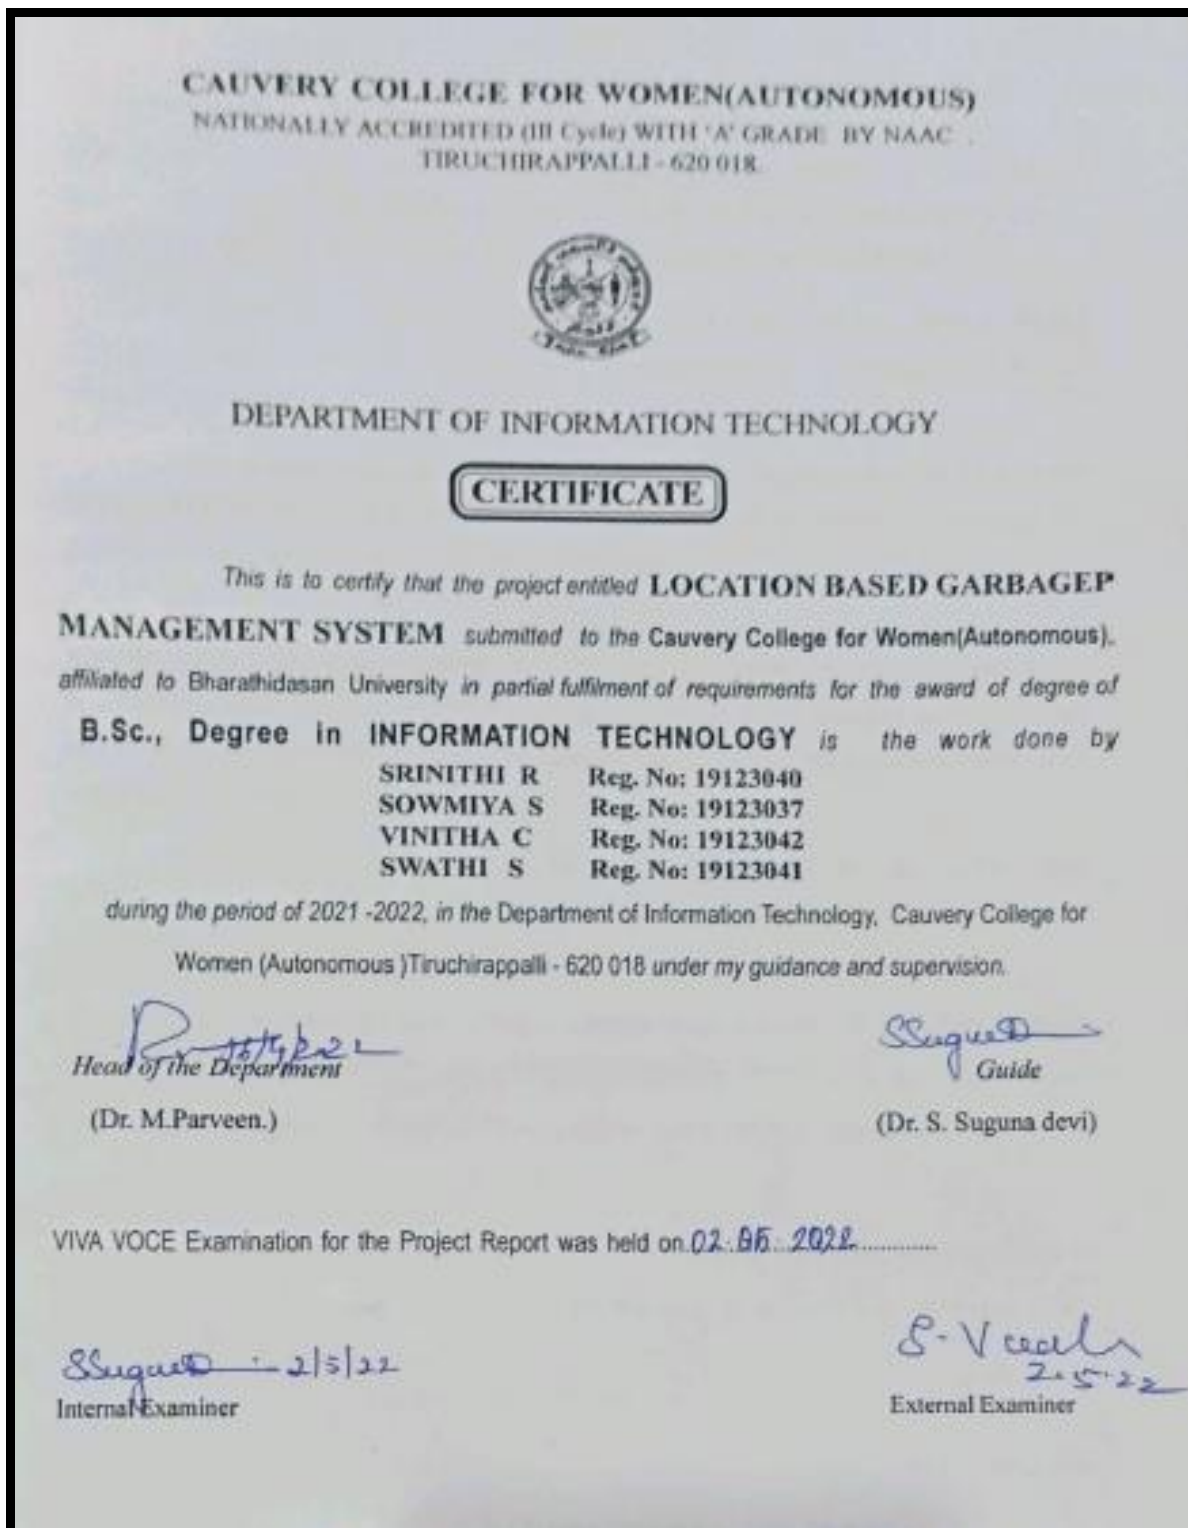 CAUVERY COLLEGE FOR WOMEN(AUTONOMOUS)
NATIONALLY ACCREDITED (III Cycle) WITH 'A' GRADE BY NAAC .
TIRUCHIRAPPALLI - 620 018.
DEPARTMENT OF INFORMATION TECHNOLOGY
CERTIFICATE
This is to certify that the project entitled LOCATION BASED GARBAGEP
MANAGEMENT SYSTEM submitted to the Cauvery College for Women(Autonomous).
affiliated to Bharathidasan University in partial fulfilment of requirements for the award of degree of
B.Sc., Degree in INFORMATION TECHNOLOGY is the work done by
SRINITHI R Reg. No: 19123040
SOWMIYA S Reg. No: 19123037
VINITHA C Reg. No: 19123042
SWATHI S Reg. No: 19123041
during the period of 2021 -2022, in the Department of Information Technology, Cauvery College for
Women (Autonomous )Tiruchirappalli - 620 018 under my guidance and supervision.
Head of the Department Guide
(Dr. M.Parveen.) (Dr. S. Suguna devi)
VIVA VOCE Examination for the Project Report was held on 02.05.2022
2/5/22
2.5.22
Internal Examiner External Examiner